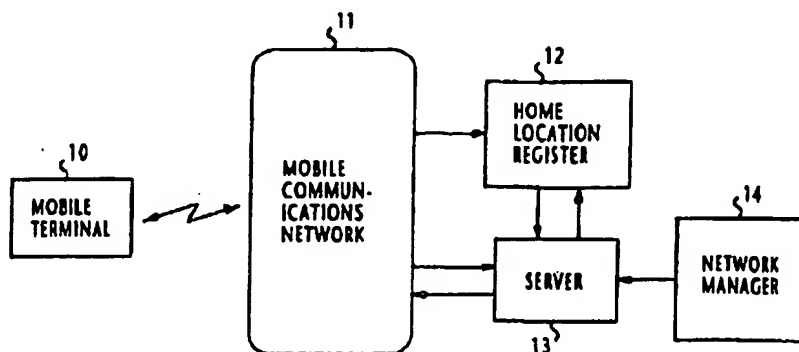 11
12
HOME
LOCATION
REGISTER
10
MOBILE
TERMINAL
MOBILE
COMMUN-
ICATIONS
NETWORK
14
NETWORK
MANAGER
SERVER
13